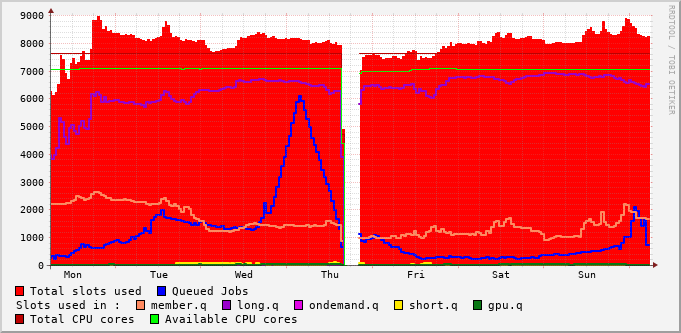 9000
8000
7000
6000
5000
4000
3000
2000
1000
0
Mon Tue Wed Thu Fri Sat Sun
RRDTOOL / TOBI OETIKER
Total slots used Queued Jobs
Slots used in : member.q long.q ondemand.q short.q gpu.q
Total CPU cores Available CPU cores